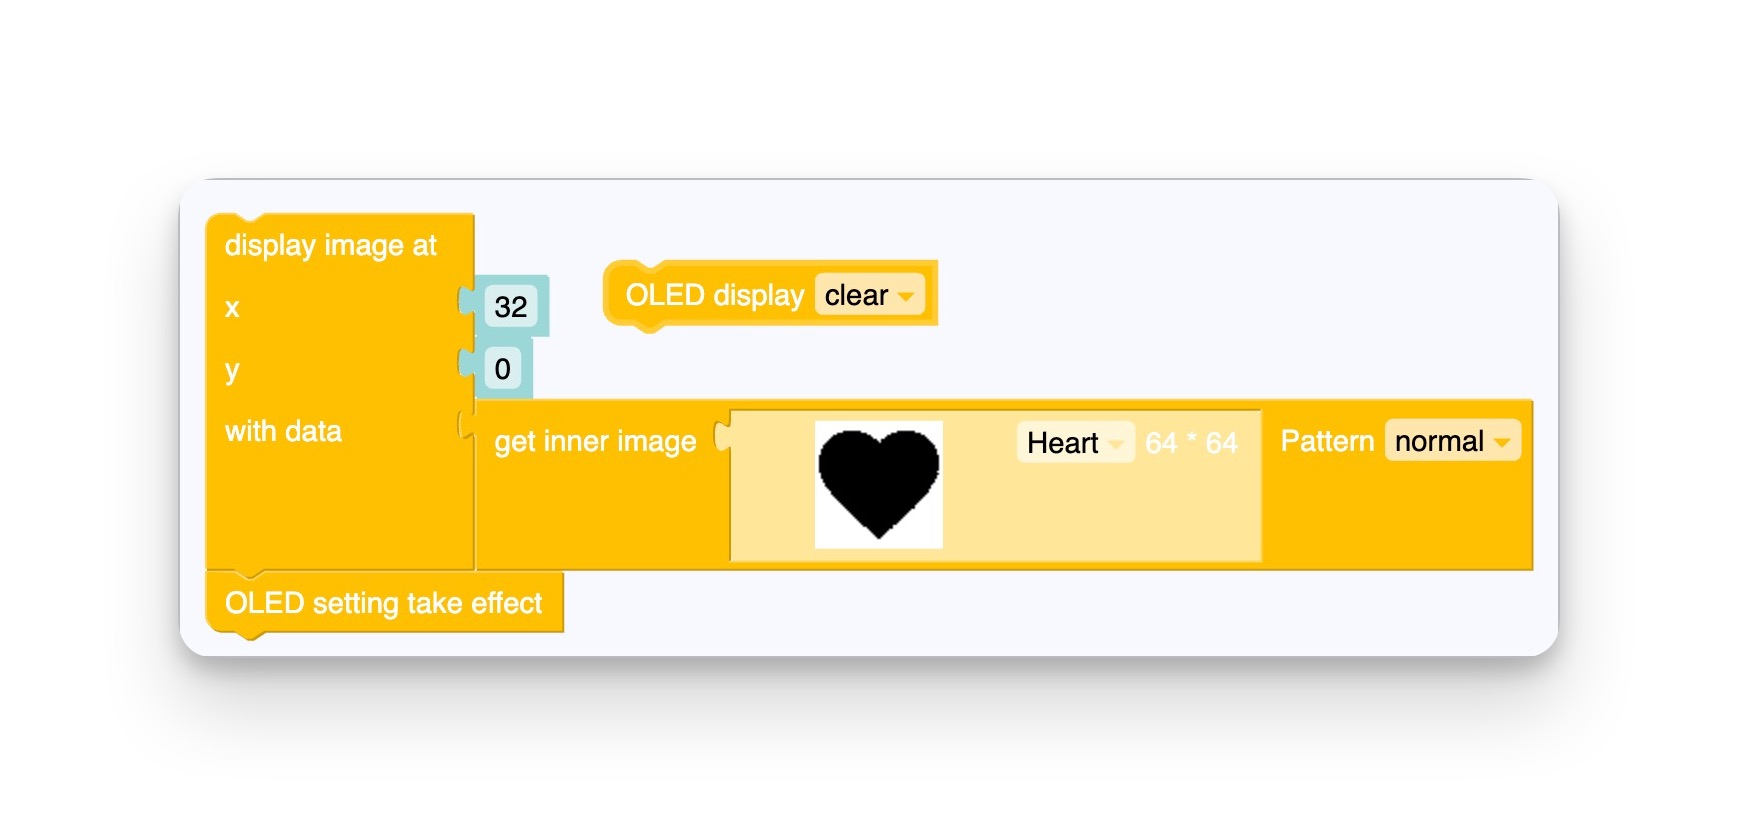 display image at
x 32
y 0
OLED display clear
with data get inner image Heart 64 * 64 Pattern normal
OLED setting take effect